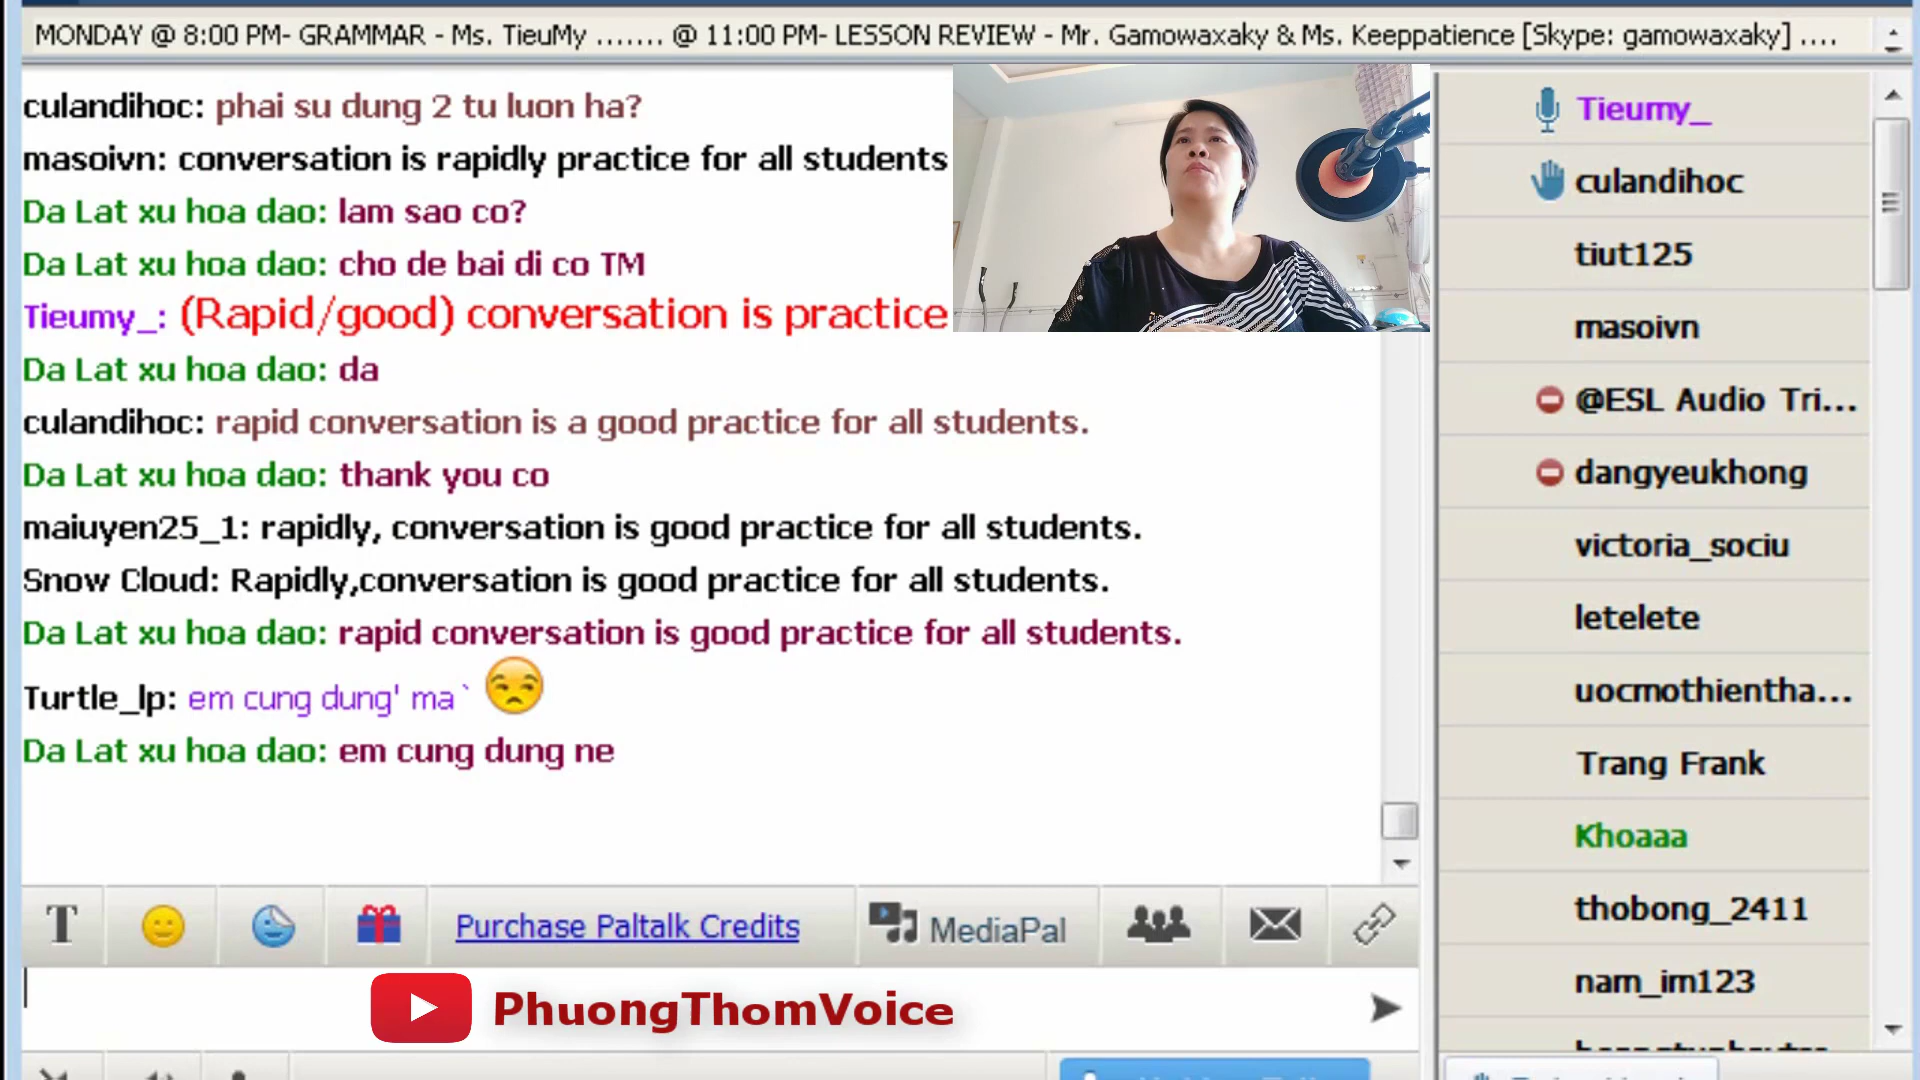 MONDAY @ 8:00 PM- GRAMMAR - Ms. TieuMy ....... @ 11:00 PM- LESSON REVIEW - Mr. Gamowaxaky & Ms. Keeppatience [Skype: gamowaxaky] ....
culandihoc: phai su dung 2 tu luon ha?
masoivn: conversation is rapidly practice for all students
Da Lat xu hoa dao: lam sao co?
Da Lat xu hoa dao: cho de bai di co TM
Tieumy_: (Rapid/good) conversation is practice
Da Lat xu hoa dao: da
culandihoc: rapid conversation is a good practice for all students.
Da Lat xu hoa dao: thank you co
maiuyen25_1: rapidly, conversation is good practice for all students.
Snow Cloud: Rapidly,conversation is good practice for all students.
Da Lat xu hoa dao: rapid conversation is good practice for all students.
Turtle_lp: em cung dung' ma`
Da Lat xu hoa dao: em cung dung ne
T
Purchase Paltalk Credits
MediaPal
PhuongThomVoice
Tieumy_
culandihoc
tiut125
masoivn
@ESL Audio Tri...
dangyeukhong
victoria_sociu
letelete
uocmothientha...
Trang Frank
Khoaaa
thobong_2411
nam_im123